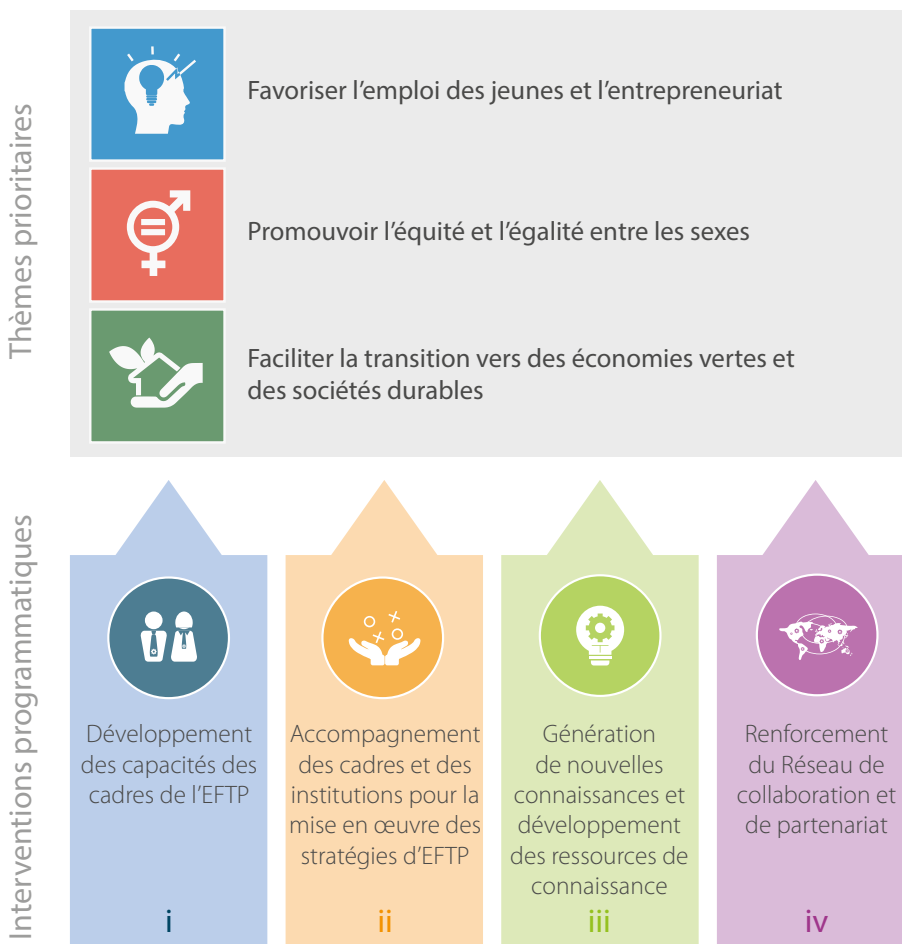 Thèmes prioritaires
Favoriser l’emploi des jeunes et l’entrepreneuriat
Promouvoir l’équité et l’égalité entre les sexes
Faciliter la transition vers des économies vertes et
des sociétés durables
Interventions programmatiques
Développement
des capacités des
cadres de l’EFTP
i
Accompagnement
des cadres et des
institutions pour la
mise en œuvre des
stratégies d’EFTP
ii
Génération
de nouvelles
connaissances et
développement
des ressources de
connaissance
iii
Renforcement
du Réseau de
collaboration et
de partenariat
iv